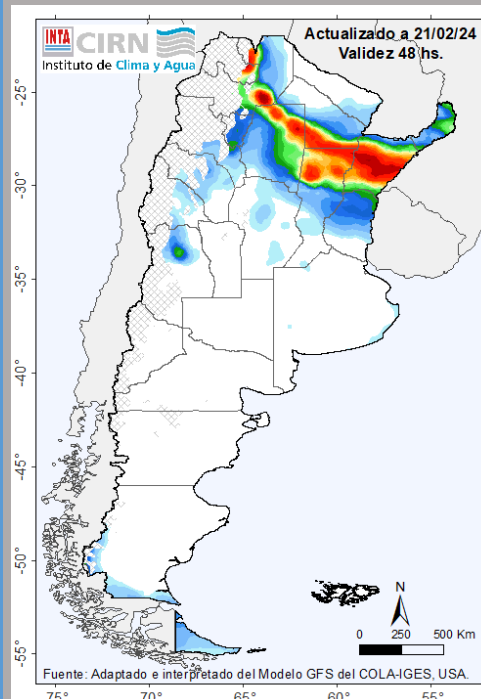 INTA CIRN
Instituto de Clima y Agua
Actualizado a 21/02/24
Validez 48 hs.
-25°
-30°
-35°
-40°
-45°
-50°
-55°
N
0 250 500 Km
Fuente: Adaptado e interpretado del Modelo GFS del COLA-IGES, USA.
75° 70° 65° 60° 55°